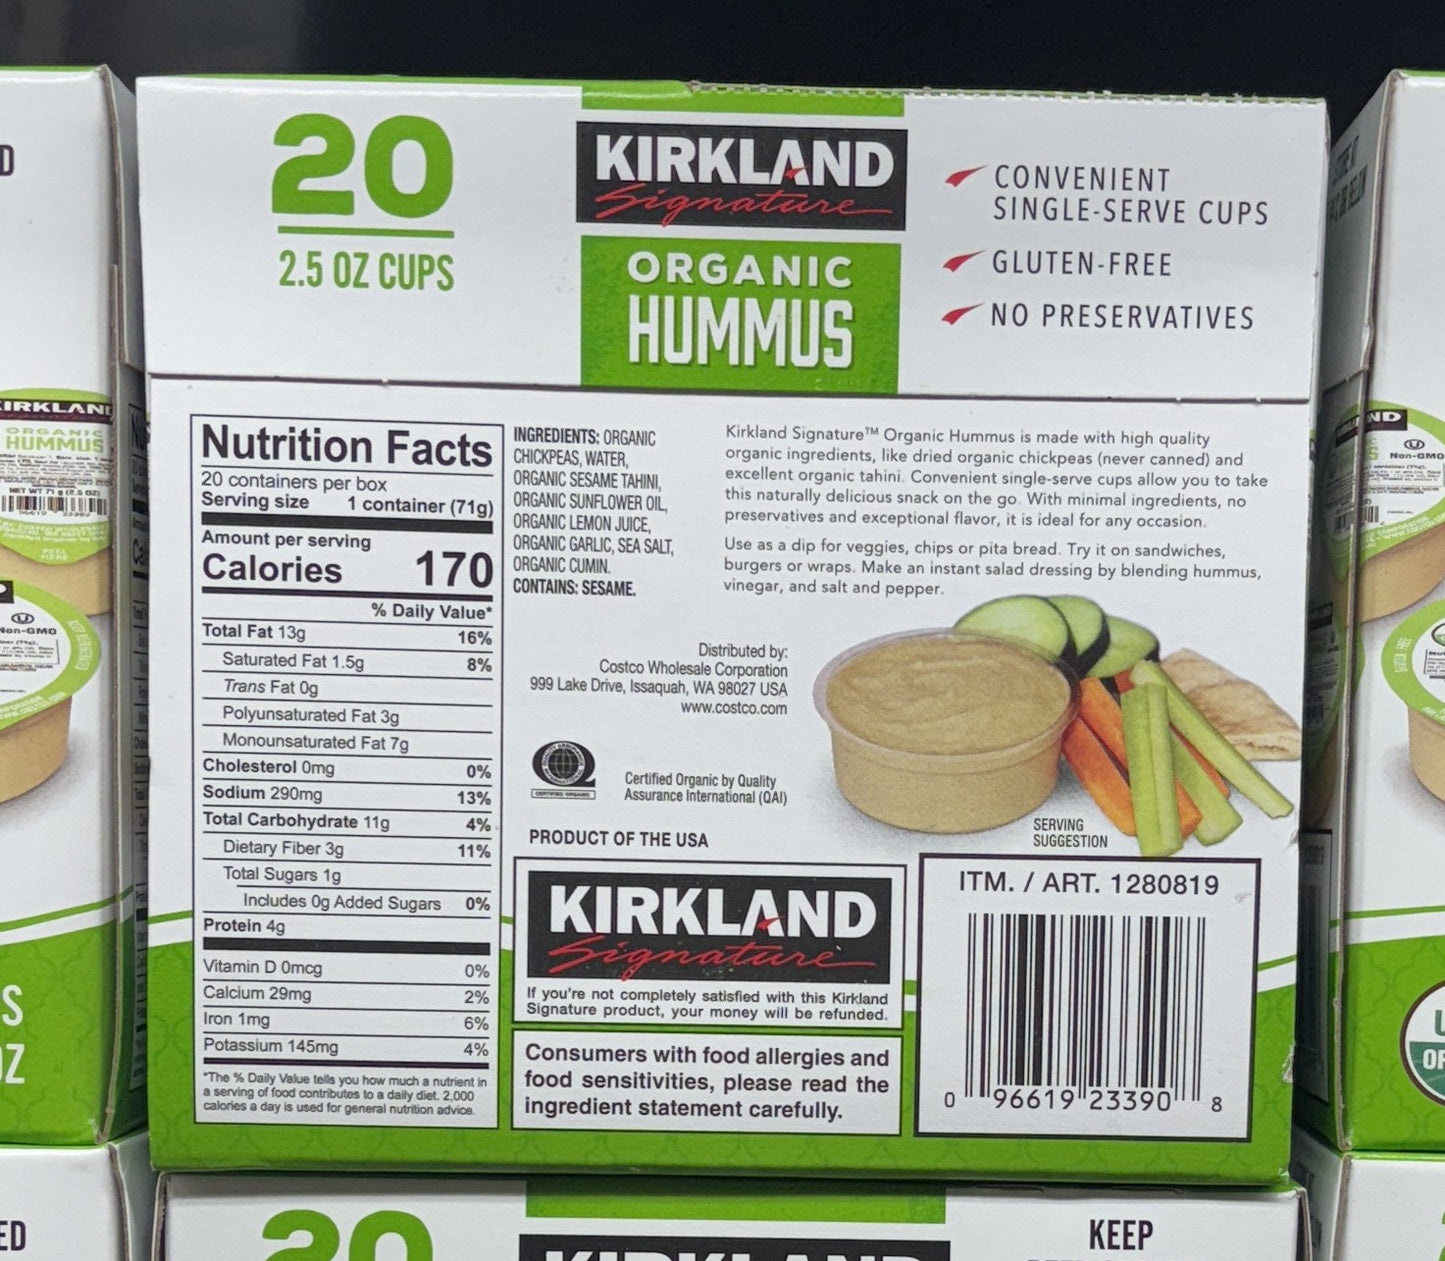 20
2.5 OZ CUPS
KIRKLAND
Signature
ORGANIC
HUMMUS
CONVENIENT
SINGLE-SERVE CUPS
GLUTEN-FREE
NO PRESERVATIVES
Nutrition Facts
20 containers per box
Serving size 1 container (71g)
Amount per serving
Calories 170
% Daily Value*
Total Fat 13g 16%
Saturated Fat 1.5g 8%
Trans Fat 0g
Polyunsaturated Fat 3g
Monounsaturated Fat 7g
Cholesterol 0mg 0%
Sodium 290mg 13%
Total Carbohydrate 11g 4%
Dietary Fiber 3g 11%
Total Sugars 1g
Includes 0g Added Sugars 0%
Protein 4g
Vitamin D 0mcg 0%
Calcium 29mg 2%
Iron 1mg 6%
Potassium 145mg 4%
*The % Daily Value tells you how much a nutrient in
a serving of food contributes to a daily diet. 2,000
calories a day is used for general nutrition advice.
INGREDIENTS: ORGANIC
CHICKPEAS, WATER,
ORGANIC SESAME TAHINI,
ORGANIC SUNFLOWER OIL,
ORGANIC LEMON JUICE,
ORGANIC GARLIC, SEA SALT,
ORGANIC CUMIN.
CONTAINS: SESAME.
Kirkland Signature™ Organic Hummus is made with high quality
organic ingredients, like dried organic chickpeas (never canned) and
excellent organic tahini. Convenient single-serve cups allow you to take
this naturally delicious snack on the go. With minimal ingredients, no
preservatives and exceptional flavor, it is ideal for any occasion.
Use as a dip for veggies, chips or pita bread. Try it on sandwiches,
burgers or wraps. Make an instant salad dressing by blending hummus,
vinegar, and salt and pepper.
Distributed by:
Costco Wholesale Corporation
999 Lake Drive, Issaquah, WA 98027 USA
www.costco.com
CERTIFIED ORGANIC
Certified Organic by Quality
Assurance International (QAI)
PRODUCT OF THE USA
SERVING
SUGGESTION
KIRKLAND
Signature
If you're not completely satisfied with this Kirkland
Signature product, your money will be refunded.
Consumers with food allergies and
food sensitivities, please read the
ingredient statement carefully.
ITM. / ART. 1280819
0 96619 23390 8
KIRKLAND
ORGANIC
HUMMUS
NET WT 71 g (2.5 OZ)
Non-GMO
Non-GMO
20
KIRKLAND
KEEP